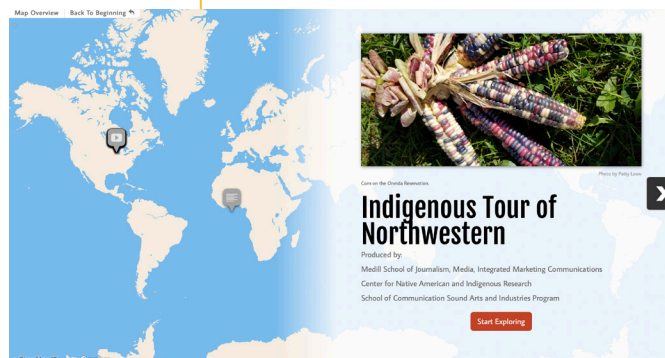 Map Overview
Back To Beginning
Photo by Patty Loew
Corn on the Oneida Reservation.
Indigenous Tour of
Northwestern
Produced by:
Medill School of Journalism, Media, Integrated Marketing Communications
Center for Native American and Indigenous Research
School of Communication Sound Arts and Industries Program
Start Exploring